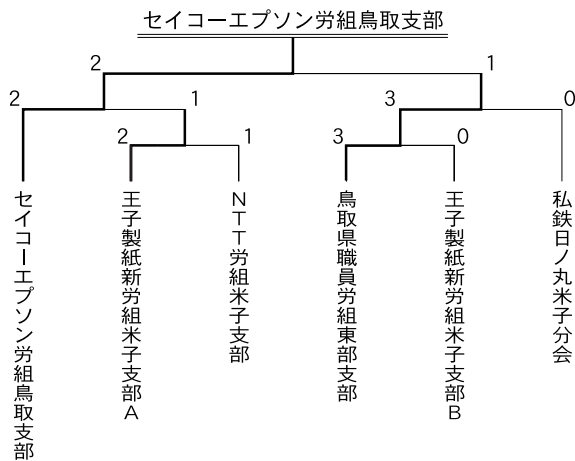 セイコーエプソン労組鳥取支部
2
1
2
1
3
0
2
1
3
0
セイコーエプソン労組鳥取支部
王子製紙新労組米子支部A
NTT労組米子支部
鳥取県職員労組東部支部
王子製紙新労組米子支部B
私鉄日ノ丸米子分会